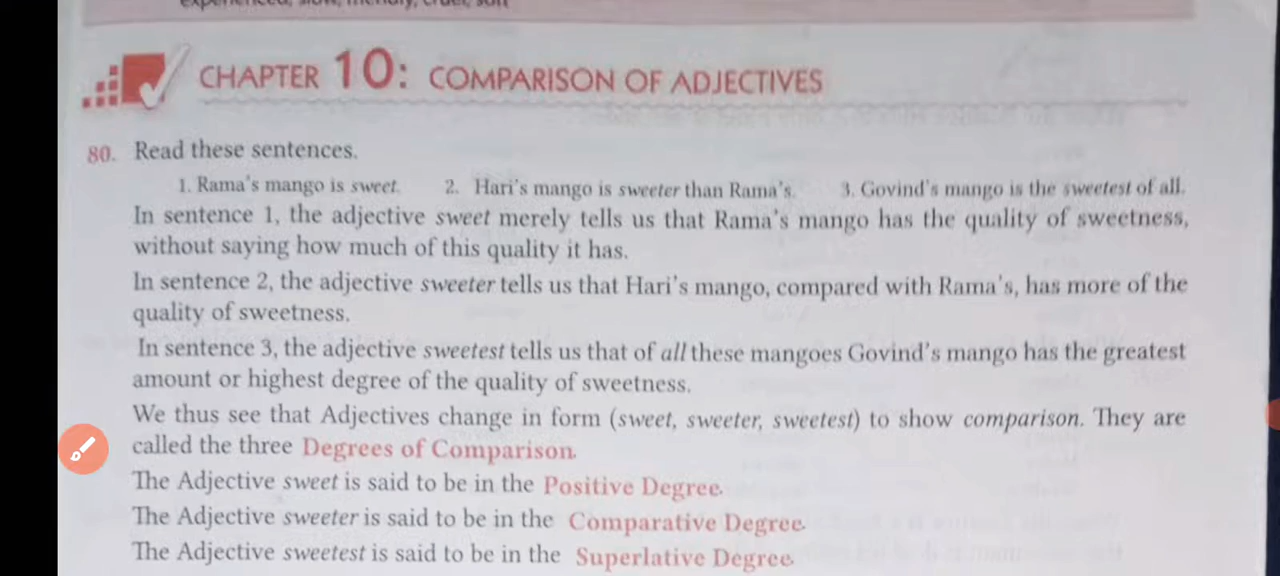 experienced, slow, friendly, cruel, soft
CHAPTER 10: COMPARISON OF ADJECTIVES
80. Read these sentences.
1. Rama's mango is sweet. 2. Hari's mango is sweeter than Rama's. 3. Govind's mango is the sweetest of all.
In sentence 1, the adjective sweet merely tells us that Rama's mango has the quality of sweetness,
without saying how much of this quality it has.
In sentence 2, the adjective sweeter tells us that Hari's mango, compared with Rama's, has more of the
quality of sweetness.
In sentence 3, the adjective sweetest tells us that of all these mangoes Govind's mango has the greatest
amount or highest degree of the quality of sweetness.
We thus see that Adjectives change in form (sweet, sweeter, sweetest) to show comparison. They are
called the three Degrees of Comparison.
The Adjective sweet is said to be in the Positive Degree.
The Adjective sweeter is said to be in the Comparative Degree.
The Adjective sweetest is said to be in the Superlative Degree.